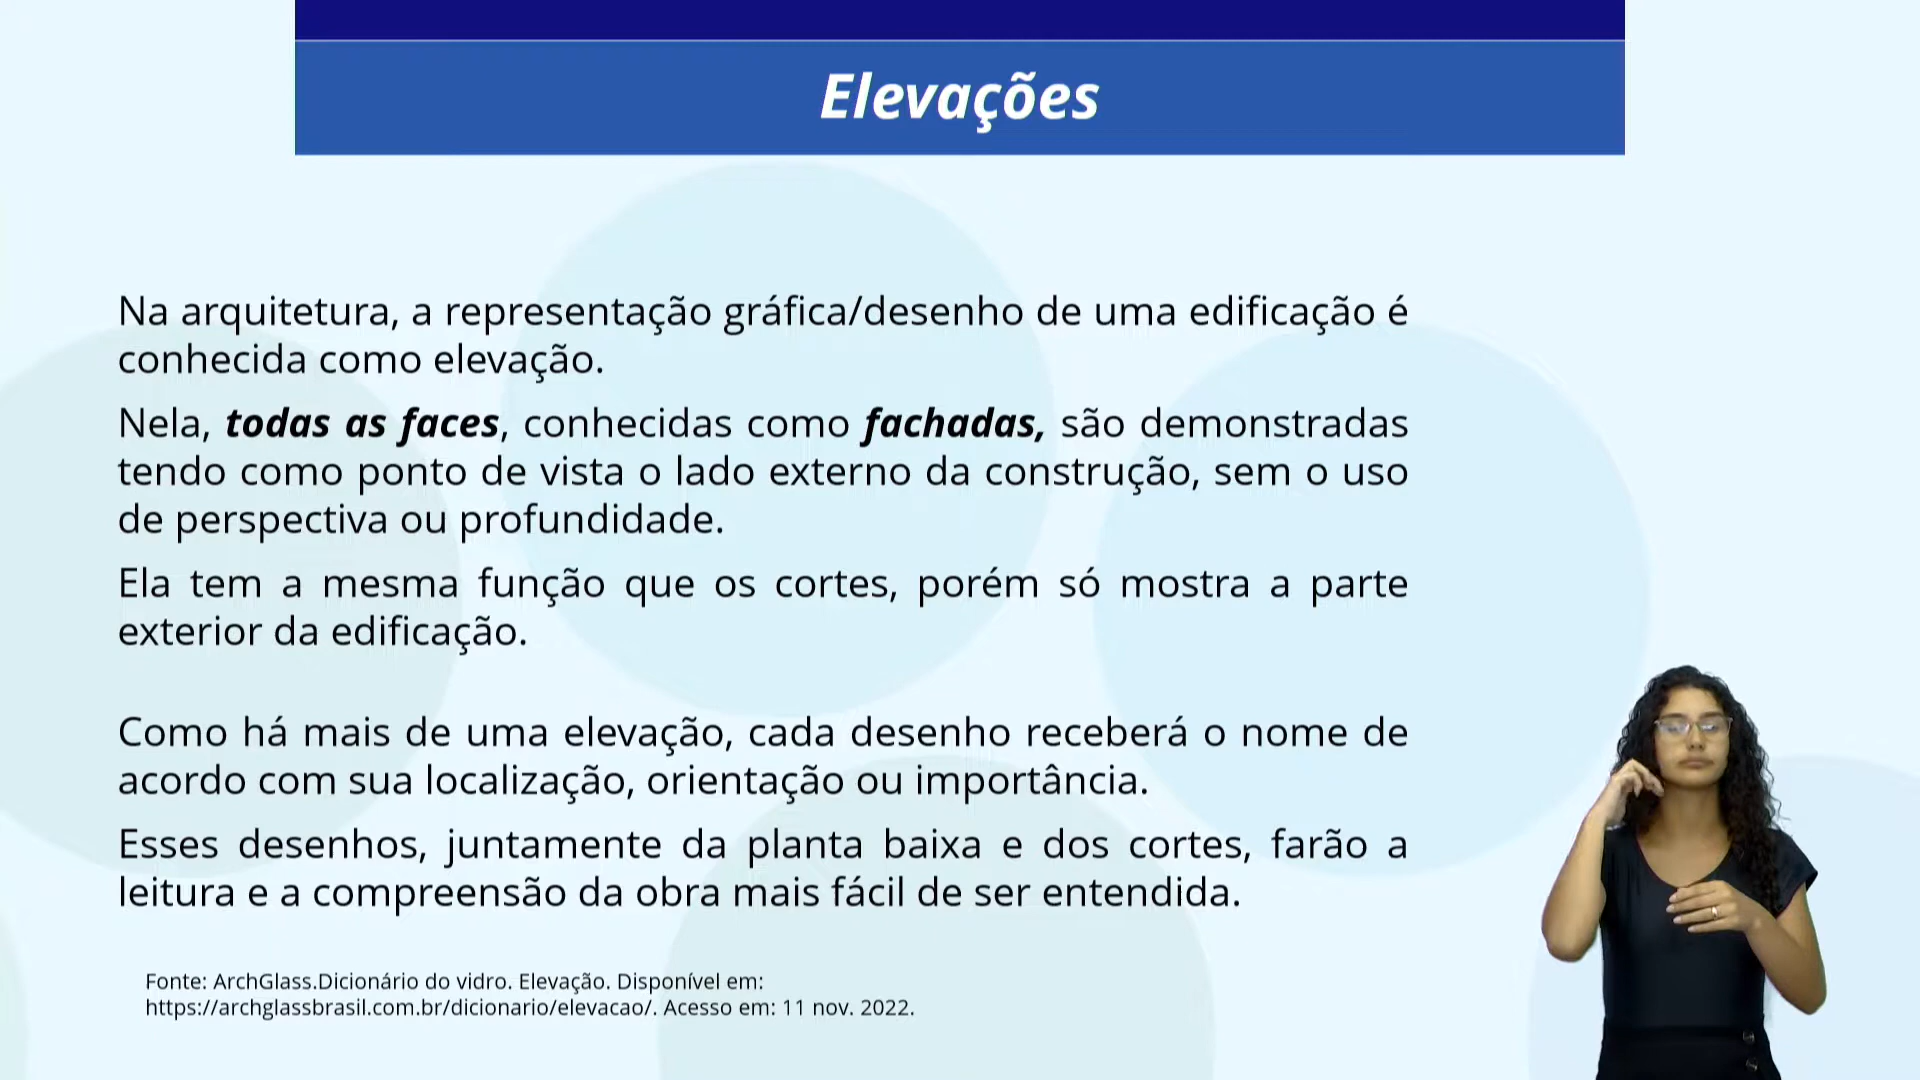 Elevações
Na arquitetura, a representação gráfica/desenho de uma edificação é
conhecida como elevação.
Nela, todas as faces, conhecidas como fachadas, são demonstradas
tendo como ponto de vista o lado externo da construção, sem o uso
de perspectiva ou profundidade.
Ela tem a mesma função que os cortes, porém só mostra a parte
exterior da edificação.
Como há mais de uma elevação, cada desenho receberá o nome de
acordo com sua localização, orientação ou importância.
Esses desenhos, juntamente da planta baixa e dos cortes, farão a
leitura e a compreensão da obra mais fácil de ser entendida.
Fonte: ArchGlass.Dicionário do vidro. Elevação. Disponível em:
https://archglassbrasil.com.br/dicionario/elevacao/. Acesso em: 11 nov. 2022.